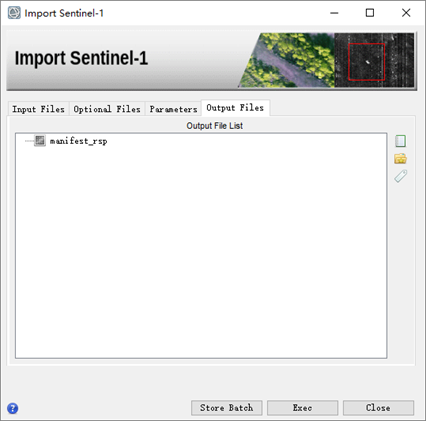 Import Sentinel-1
Import Sentinel-1
Input Files Optional Files Parameters Output Files
Output File List
manifest_rsp
Store Batch Exec Close